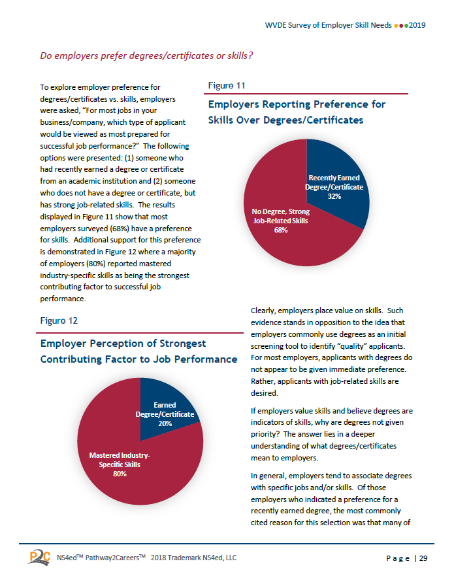 WVDE Survey of Employer Skill Needs ●●●2019
Do employers prefer degrees/certificates or skills?
To explore employer preference for
degrees/certificates vs. skills, employers
were asked, "For most jobs in your
business/company, which type of applicant
would be viewed as most prepared for
successful job performance?" The following
options were presented: (1) someone who
had recently earned a degree or certificate
from an academic institution and (2) someone
who does not have a degree or certificate, but
has strong job-related skills. The results
displayed in Figure 11 show that most
employers surveyed (68%) have a preference
for skills. Additional support for this preference
is demonstrated in Figure 12 where a majority
of employers (80%) reported mastered
industry-specific skills as being the strongest
contributing factor to successful job
performance.
Figure 11
Employers Reporting Preference for
Skills Over Degrees/Certificates
Recently Earned
Degree/Certificate
32%
No Degree, Strong
Job-Related Skills
68%
Figure 12
Employer Perception of Strongest
Contributing Factor to Job Performance
Earned
Degree/Certificate
20%
Mastered Industry-
Specific Skills
80%
Clearly, employers place value on skills. Such
evidence stands in opposition to the idea that
employers commonly use degrees as an initial
screening tool to identify "quality" applicants.
For most employers, applicants with degrees do
not appear to be given immediate preference.
Rather, applicants with job-related skills are
desired.
If employers value skills and believe degrees are
indicators of skills, why are degrees not given
priority? The answer lies in a deeper
understanding of what degrees/certificates
mean to employers.
In general, employers tend to associate degrees
with specific jobs and/or skills. Of those
employers who indicated a preference for a
recently earned degree, the most commonly
cited reason for this selection was that many of
P2C NS4ed™ Pathway2Careers™ 2018 Trademark NS4ed, LLC
Page | 29